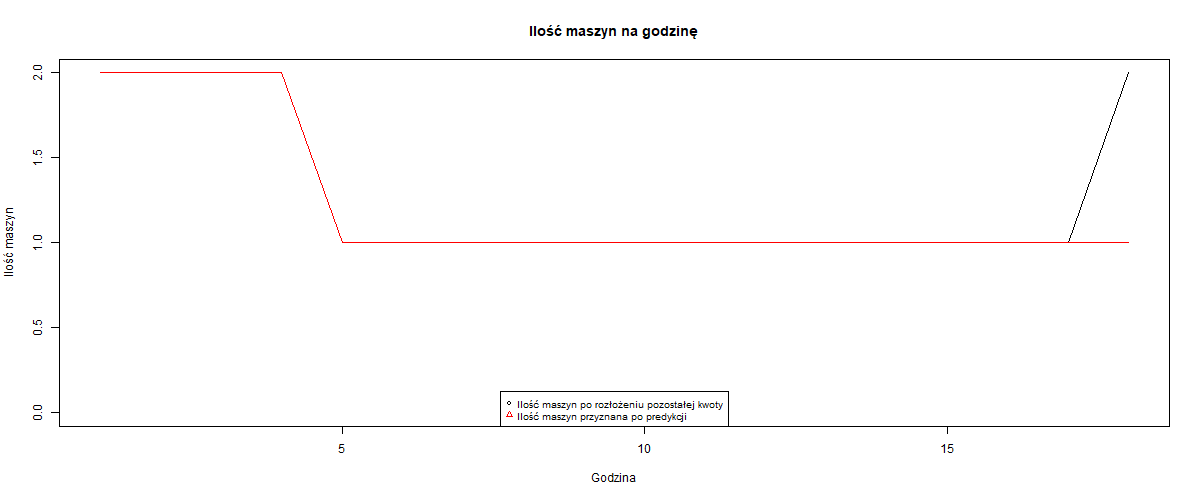 Ilość maszyn na godzinę
Ilość maszyn
2.0
1.5
1.0
0.5
0.0
Ilość maszyn po rozłożeniu pozostałej kwoty
Ilość maszyn przyznana po predykcji
5 10 15
Godzina